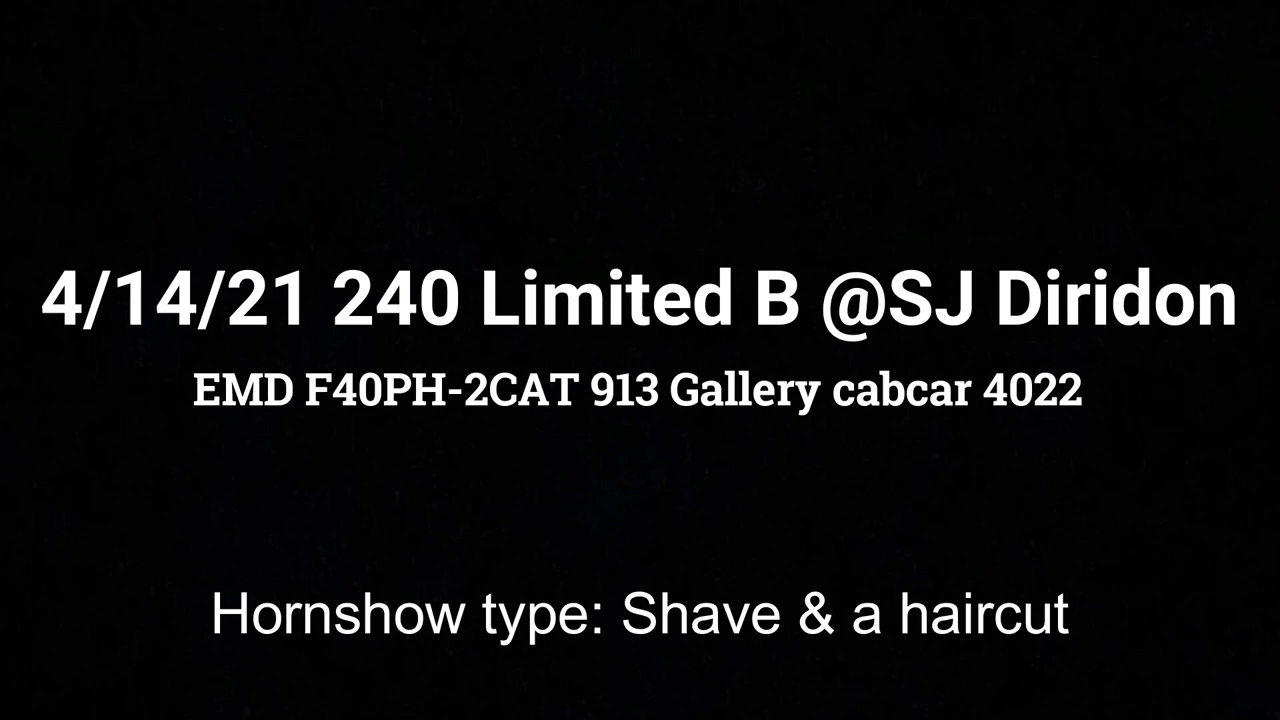 4/14/21 240 Limited B @SJ Diridon
EMD F40PH-2CAT 913 Gallery cabcar 4022
Hornshow type: Shave & a haircut